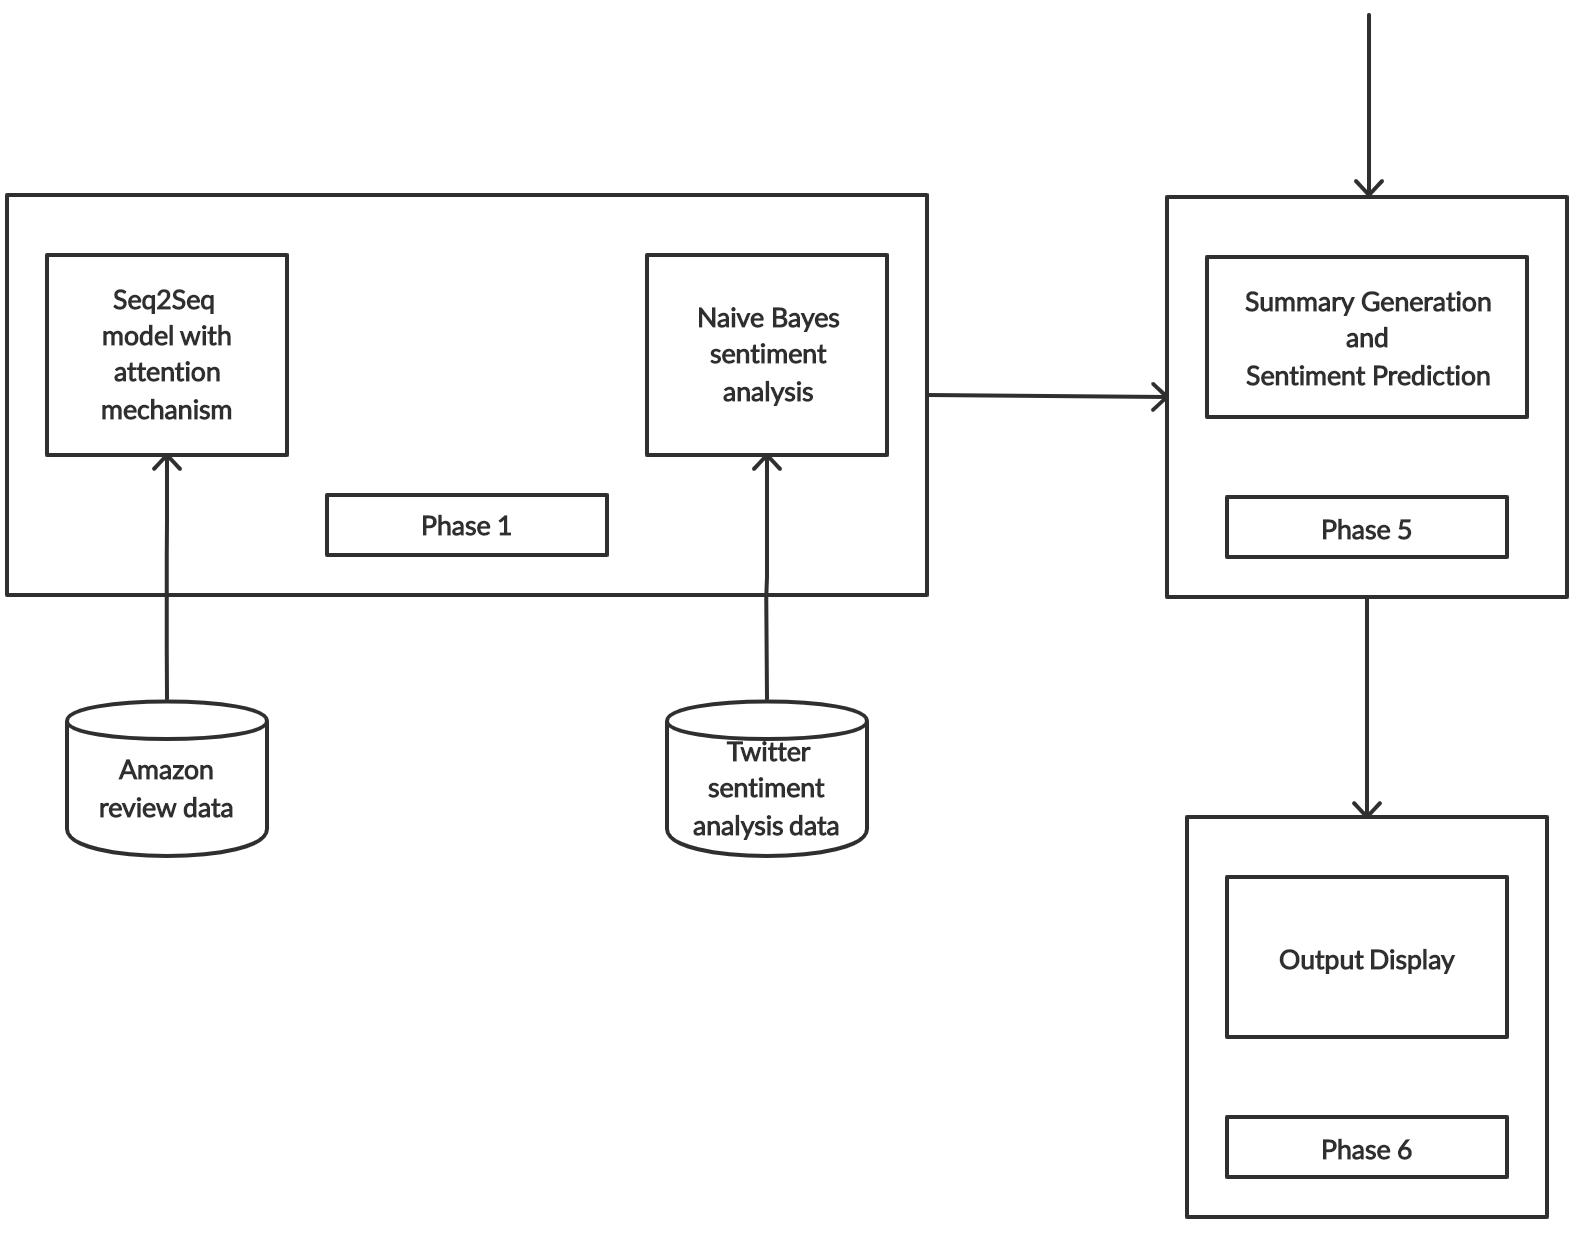 Seq2Seq
model with
attention
mechanism
Naive Bayes
sentiment
analysis
Phase 1
Amazon
review data
Twitter
sentiment
analysis data
Summary Generation
and
Sentiment Prediction
Phase 5
Output Display
Phase 6